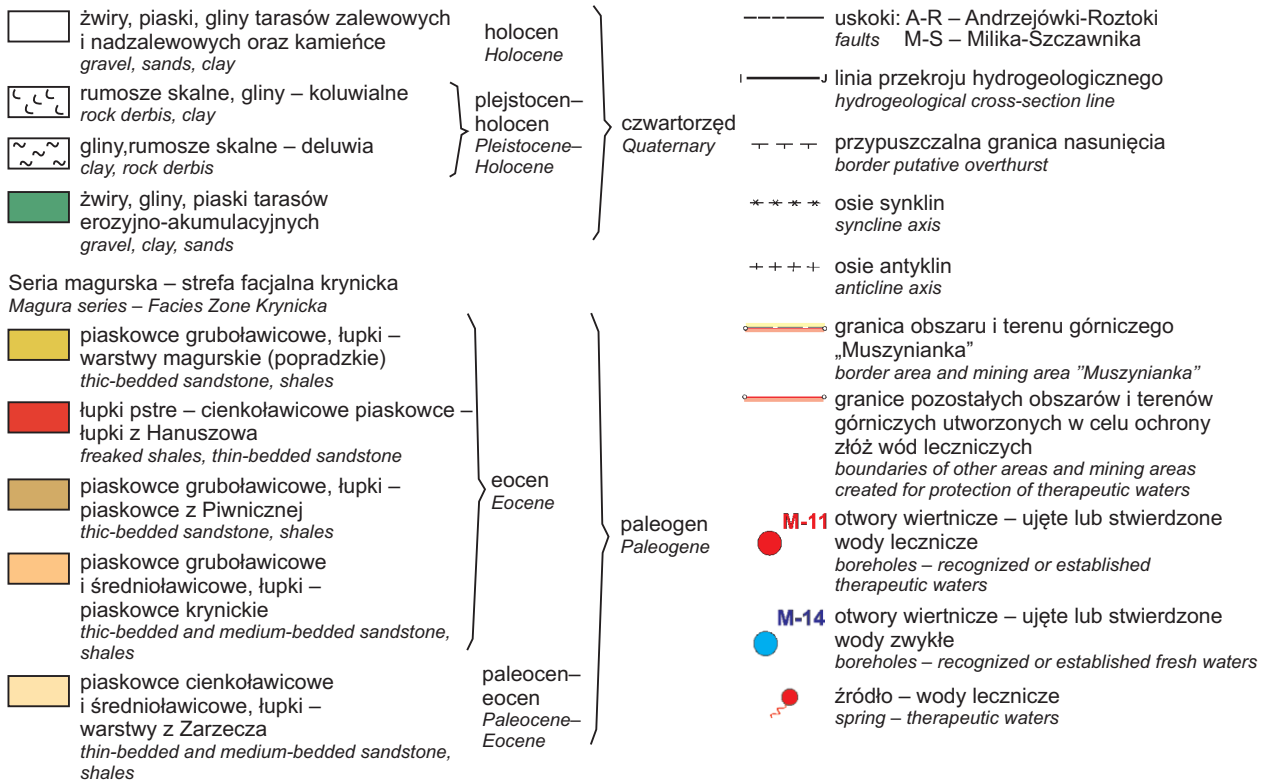 żwiry, piaski, gliny tarasów zalewowych
i nadzalewowych oraz kamieńce
gravel, sands, clay
holocen
Holocene
rumosze skalne, gliny – koluwialne
rock derbis, clay
gliny,rumosze skalne – deluwia
clay, rock derbis
plejstocen–
holocen
Pleistocene–
Holocene
żwiry, gliny, piaski tarasów
erozyjno-akumulacyjnych
gravel, clay, sands
czwartorzęd
Quaternary
Seria magurska – strefa facjalna krynicka
Magura series – Facies Zone Krynicka
piaskowce gruboławicowe, łupki –
warstwy magurskie (popradzkie)
thic-bedded sandstone, shales
łupki pstre – cienkoławicowe piaskowce –
łupki z Hanuszowa
freaked shales, thin-bedded sandstone
piaskowce gruboławicowe, łupki –
piaskowce z Piwnicznej
thic-bedded sandstone, shales
piaskowce gruboławicowe
i średnioławicowe, łupki –
piaskowce krynickie
thic-bedded and medium-bedded sandstone,
shales
eocen
Eocene
piaskowce cienkoławicowe
i średnioławicowe, łupki –
warstwy z Zarzecza
thin-bedded and medium-bedded sandstone,
shales
paleocen–
eocen
Paleocene–
Eocene
paleogen
Paleogene
uskoki: A-R – Andrzejówki-Roztoki
faults M-S – Milika-Szczawnika
I J linia przekroju hydrogeologicznego
hydrogeological cross-section line
przypuszczalna granica nasunięcia
border putative overthurst
osie synklin
syncline axis
osie antyklin
anticline axis
granica obszaru i terenu górniczego
„Muszynianka”
border area and mining area ”Muszynianka”
granice pozostałych obszarów i terenów
górniczych utworzonych w celu ochrony
złóż wód leczniczych
boundaries of other areas and mining areas
created for protection of therapeutic waters
M-11 otwory wiertnicze – ujęte lub stwierdzone
wody lecznicze
boreholes – recognized or established
therapeutic waters
M-14 otwory wiertnicze – ujęte lub stwierdzone
wody zwykłe
boreholes – recognized or established fresh waters
źródło – wody lecznicze
spring – therapeutic waters